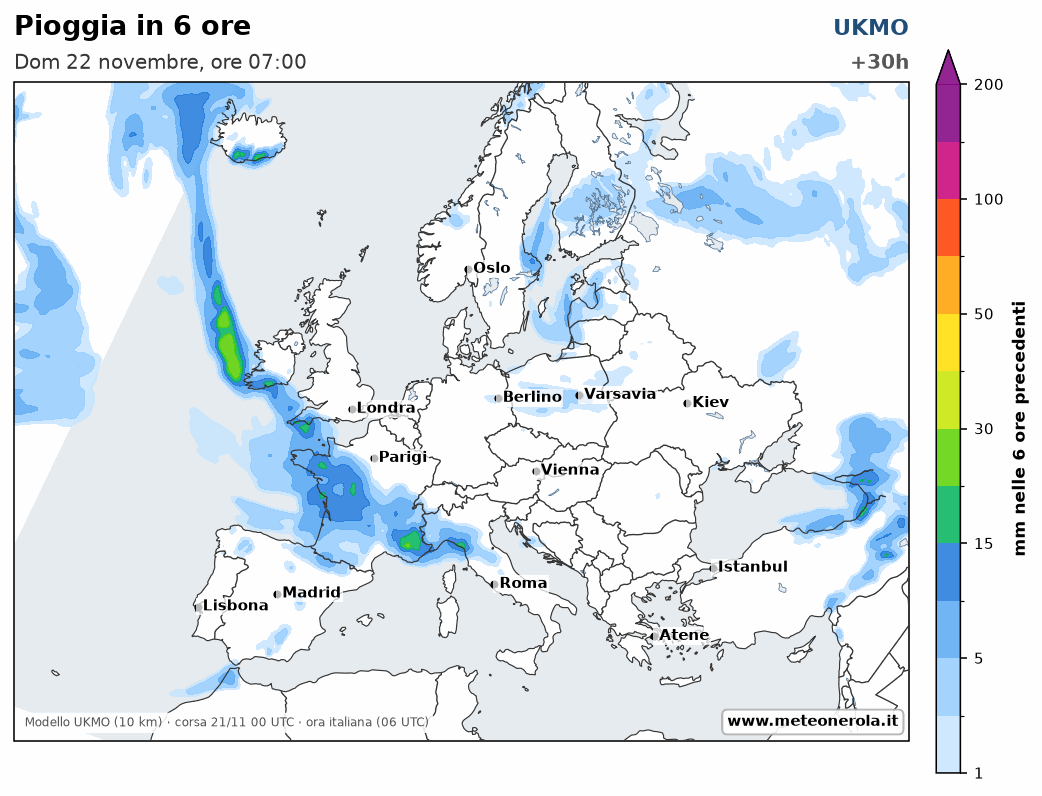 Pioggia in 6 ore
UKMO
Dom 22 novembre, ore 07:00
+30h
200
100
50
30
15
5
1
mm nelle 6 ore precedenti
Oslo
Londra
Berlino
Varsavia
Kiev
Parigi
Vienna
Istanbul
Roma
Madrid
Lisbona
Atene
Modello UKMO (10 km) · corsa 21/11 00 UTC · ora italiana (06 UTC)
www.meteonerola.it